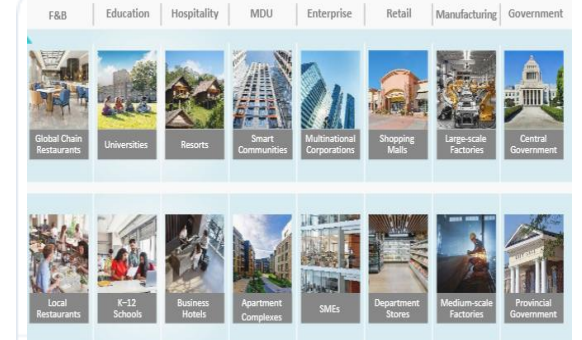 F&B Education Hospitality MDU Enterprise Retail Manufacturing Government
Global Chain
Restaurants
Universities
Resorts
Smart
Communities
Multinational
Corporations
Shopping
Malls
Large-scale
Factories
Central
Government
Local
Restaurants
K-12
Schools
Business
Hotels
Apartment
Complexes
SMEs
Department
Stores
Medium-scale
Factories
Provincial
Government